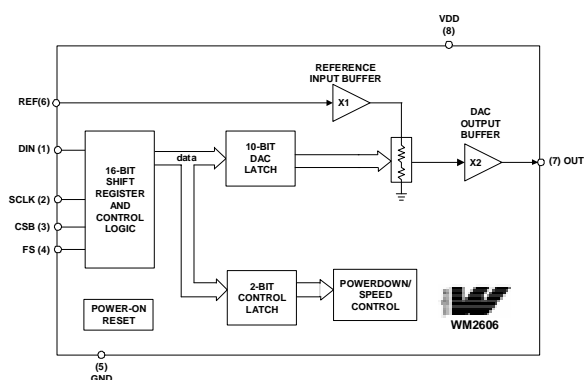 VDD
(8)
REFERENCE
INPUT BUFFER
REF(6)
X1
DAC
OUTPUT
BUFFER
DIN (1)
16-BIT
SHIFT
REGISTER
AND
CONTROL
LOGIC
data
10-BIT
DAC
LATCH
X2
(7) OUT
SCLK (2)
CSB (3)
FS (4)
2-BIT
CONTROL
LATCH
POWERDOWN/
SPEED
CONTROL
POWER-ON
RESET
WM2606
(5)
GND